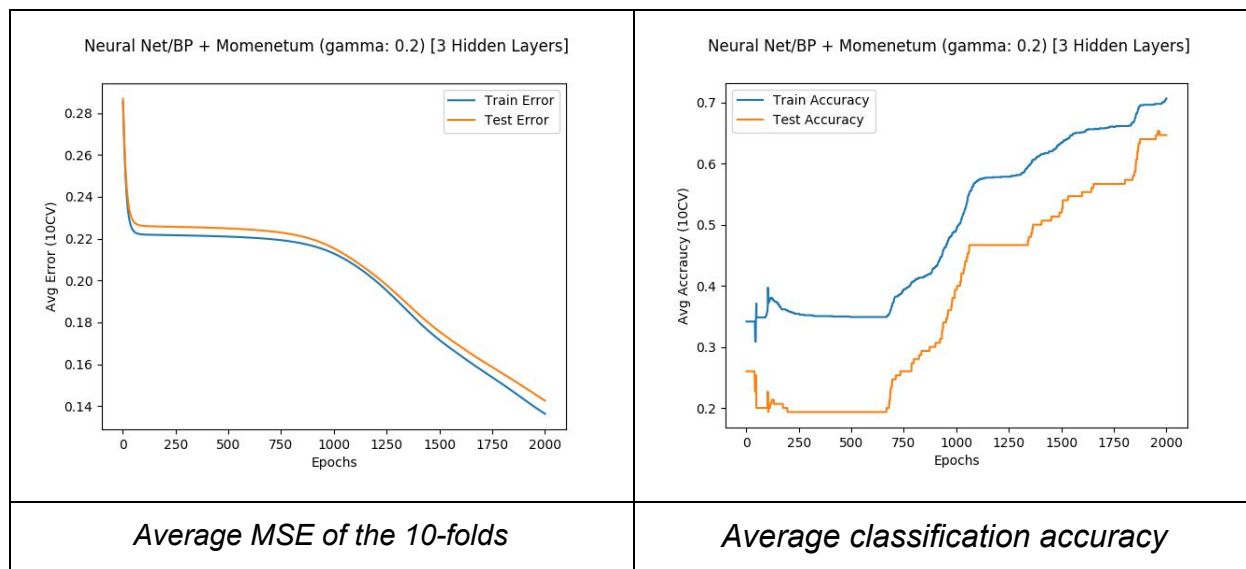 Neural Net/BP + Momenetum (gamma: 0.2) [3 Hidden Layers]
Train Error
Test Error
0.28
0.26
0.24
0.22
0.20
0.18
0.16
0.14
Avg Error (10CV)
0
250
500
750
1000
1250
1500
1750
2000
Epochs
Neural Net/BP + Momenetum (gamma: 0.2) [3 Hidden Layers]
Train Accuracy
Test Accuracy
0.7
0.6
0.5
0.4
0.3
0.2
Avg Accraucy (10CV)
0
250
500
750
1000
1250
1500
1750
2000
Epochs
Average MSE of the 10-folds
Average classification accuracy